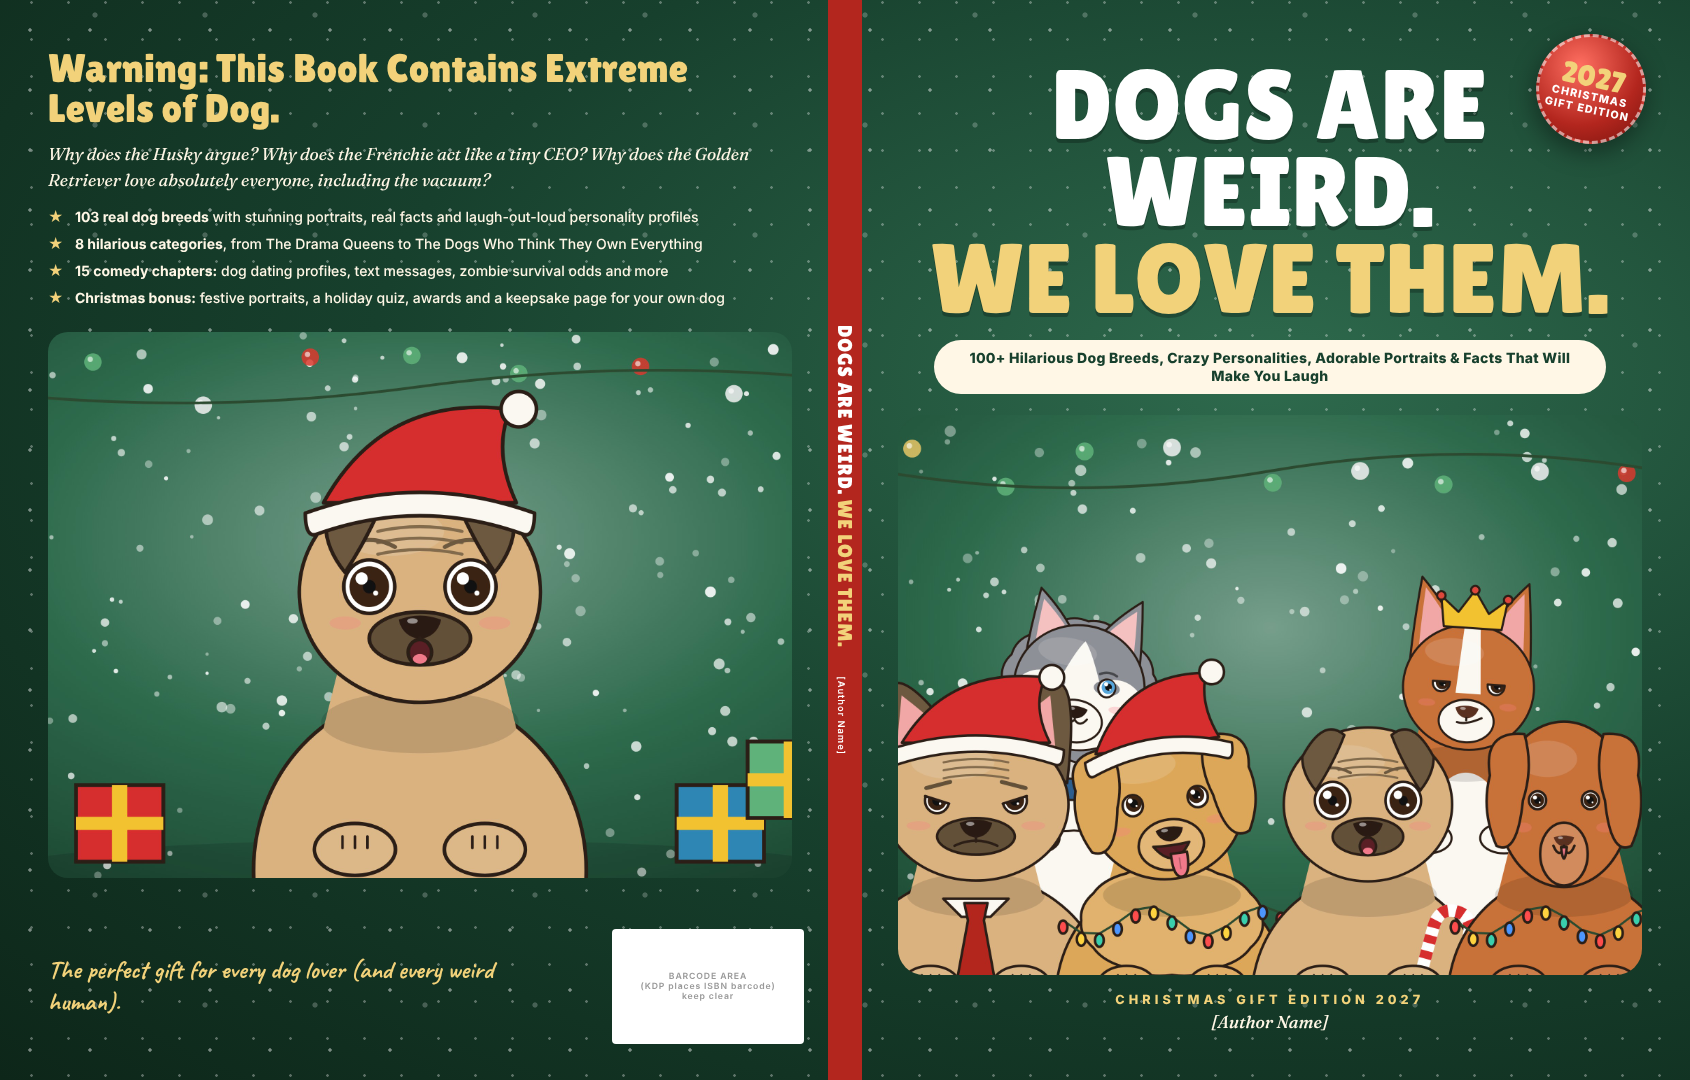 Warning: This Book Contains Extreme
Levels of Dog.
Why does the Husky argue? Why does the Frenchie act like a tiny CEO? Why does the Golden
Retriever love absolutely everyone, including the vacuum?
★ 103 real dog breeds with stunning portraits, real facts and laugh-out-loud personality profiles
★ 8 hilarious categories, from The Drama Queens to The Dogs Who Think They Own Everything
★ 15 comedy chapters: dog dating profiles, text messages, zombie survival odds and more
★ Christmas bonus: festive portraits, a holiday quiz, awards and a keepsake page for your own dog
The perfect gift for every dog lover (and every weird
human).
BARCODE AREA
(KDP places ISBN barcode)
keep clear
DOGS ARE WEIRD. WE LOVE THEM. [Author Name]
DOGS ARE
WEIRD.
WE LOVE THEM.
2027
CHRISTMAS
GIFT EDITION
100+ Hilarious Dog Breeds, Crazy Personalities, Adorable Portraits & Facts That Will
Make You Laugh
CHRISTMAS GIFT EDITION 2027
[Author Name]